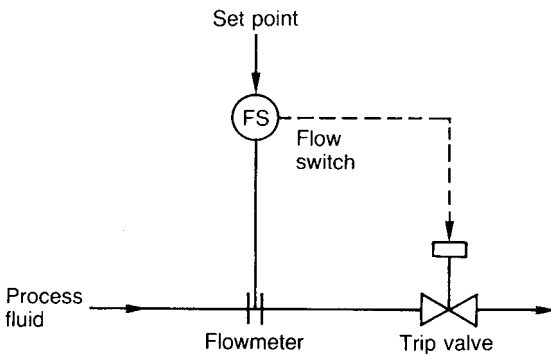 Set point
FS
Flow
switch
Process
fluid
Flowmeter
Trip valve